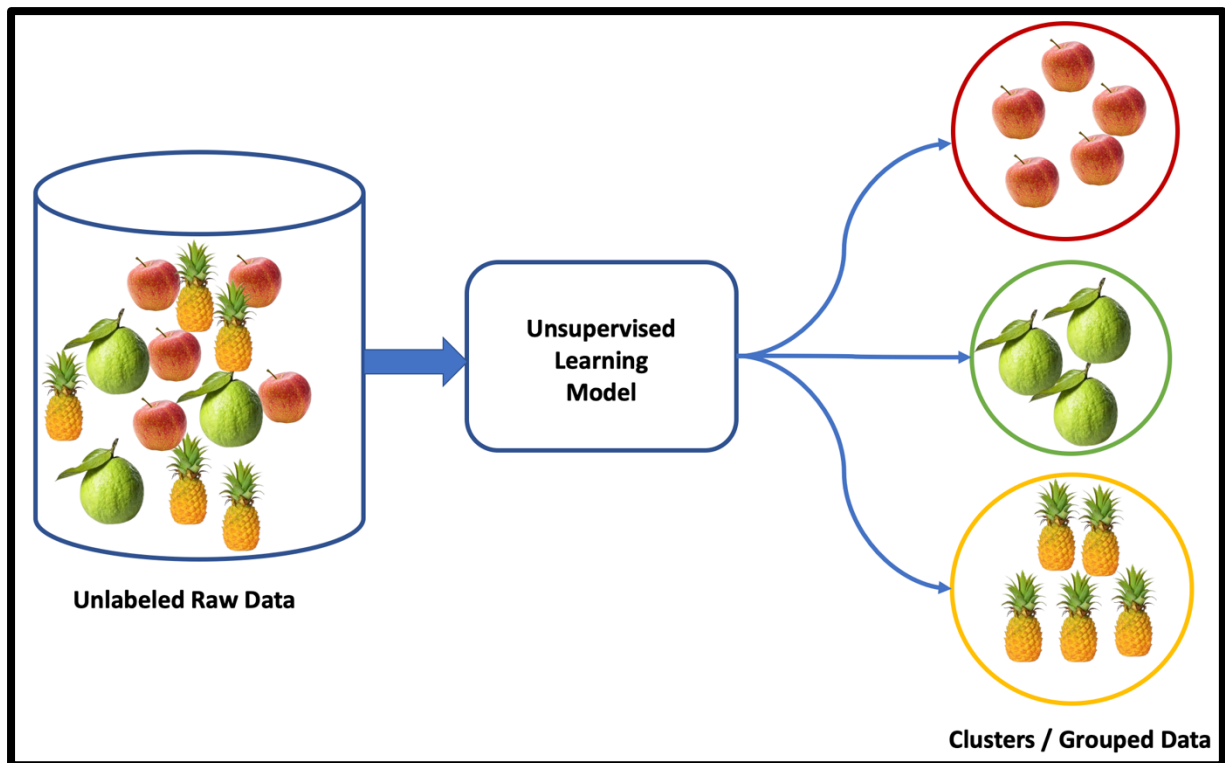 Unsupervised
Learning
Model
Unlabeled Raw Data
Clusters / Grouped Data